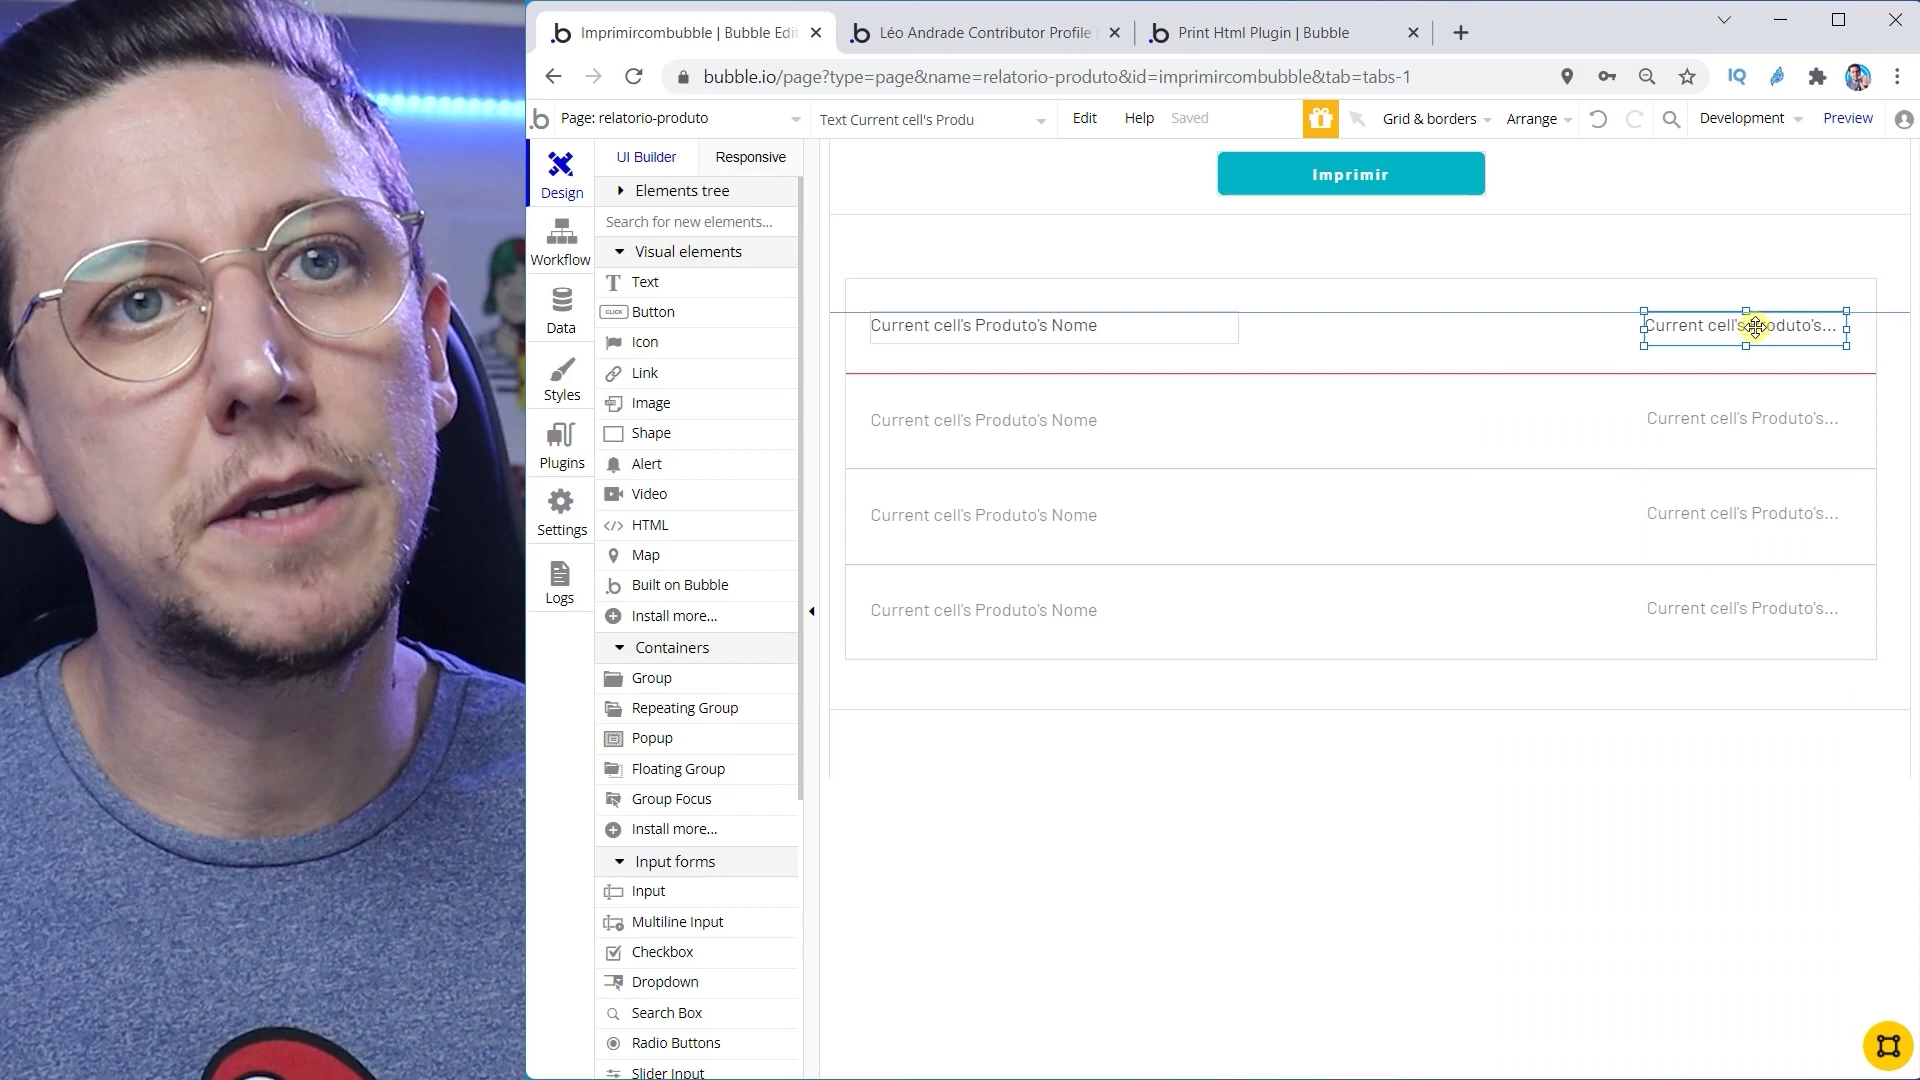 Imprimircombubble | Bubble Edit
Léo Andrade Contributor Profile
Print Html Plugin | Bubble
bubble.io/page?type=page&name=relatorio-produto&id=imprimircombubble&tab=tabs-1
IQ
Page: relatorio-produto
Text Current cell's Produ
Edit
Help
Saved
Grid & borders
Arrange
Development
Preview
Design
Workflow
Data
Styles
Plugins
Settings
Logs
UI Builder
Responsive
Elements tree
Search for new elements...
Visual elements
Text
CLICK
Button
Icon
Link
Image
Shape
Alert
Video
HTML
Map
Built on Bubble
Install more...
Containers
Group
Repeating Group
Popup
Floating Group
Group Focus
Install more...
Input forms
Input
Multiline Input
Checkbox
Dropdown
Search Box
Radio Buttons
Slider Input
Imprimir
Current cell's Produto's Nome
Current cell's Produto's...
Current cell's Produto's Nome
Current cell's Produto's...
Current cell's Produto's Nome
Current cell's Produto's...
Current cell's Produto's Nome
Current cell's Produto's...